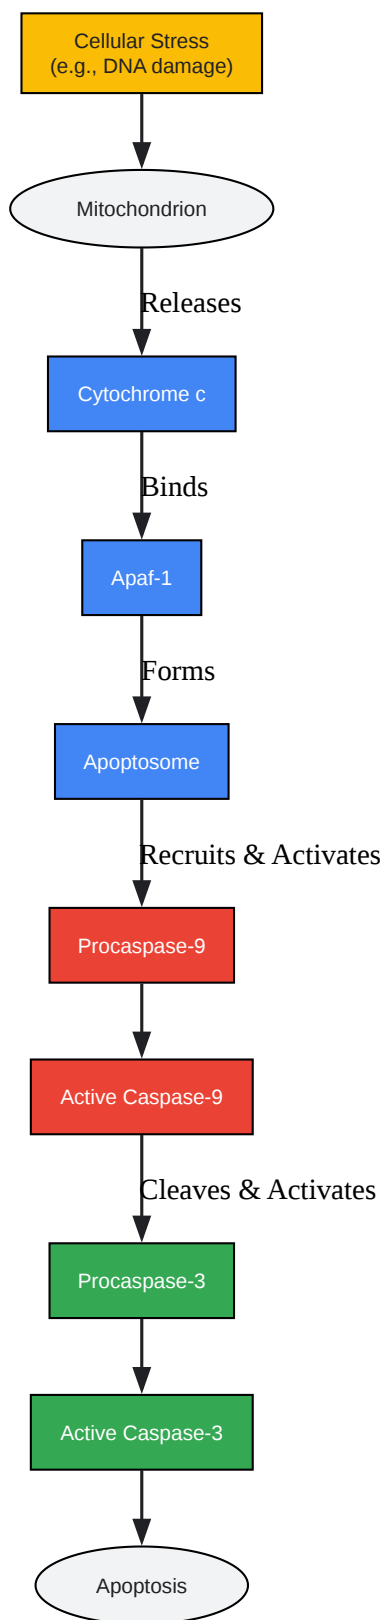 Cellular Stress
(e.g., DNA damage)
Mitochondrion
Releases
Cytochrome c
Binds
Apaf-1
Forms
Apoptosome
Recruits & Activates
Procaspase-9
Active Caspase-9
Cleaves & Activates
Procaspase-3
Active Caspase-3
Apoptosis